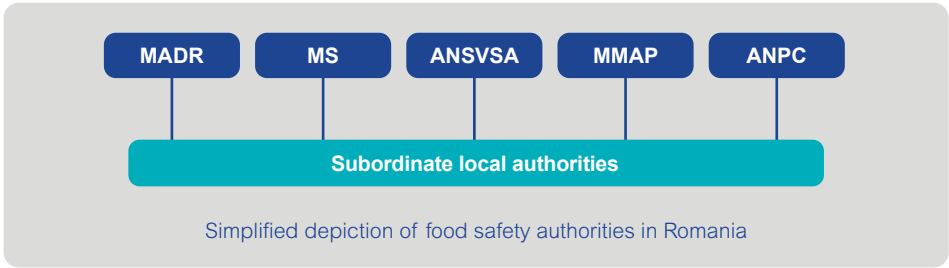 MADR MS ANSVSA MMAP ANPC
Subordinate local authorities
Simplified depiction of food safety authorities in Romania